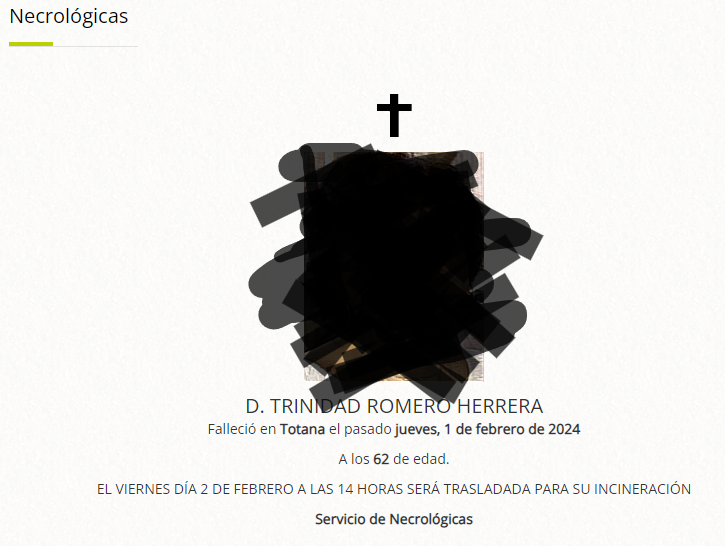 Necrológicas
D. TRINIDAD ROMERO HERRERA
Falleció en Totana el pasado jueves, 1 de febrero de 2024
A los 62 de edad.
EL VIERNES DÍA 2 DE FEBRERO A LAS 14 HORAS SERÁ TRASLADADA PARA SU INCINERACIÓN
Servicio de Necrológicas